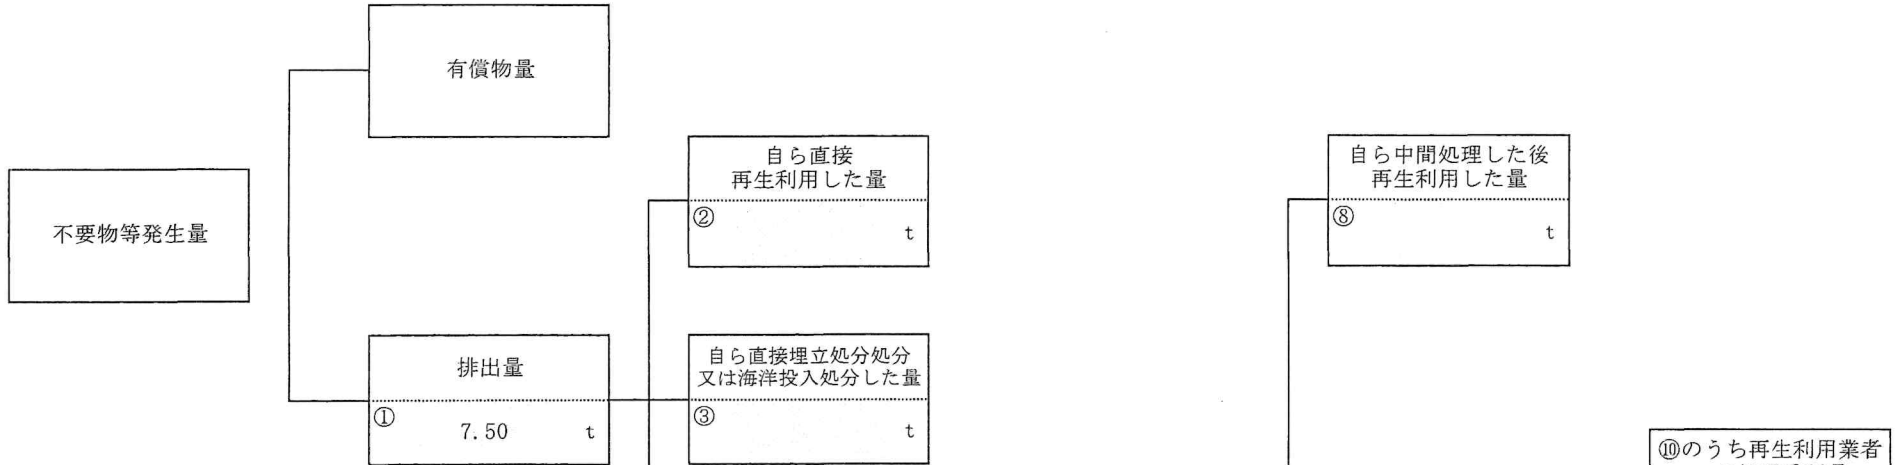 有償物量
自ら直接
再生利用した量
②
t
自ら中間処理した後
再生利用した量
⑧
t
不要物等発生量
排出量
①
7.50 t
自ら直接埋立処分処分
又は海洋投入処分した量
③
t
⑩のうち再生利用業者